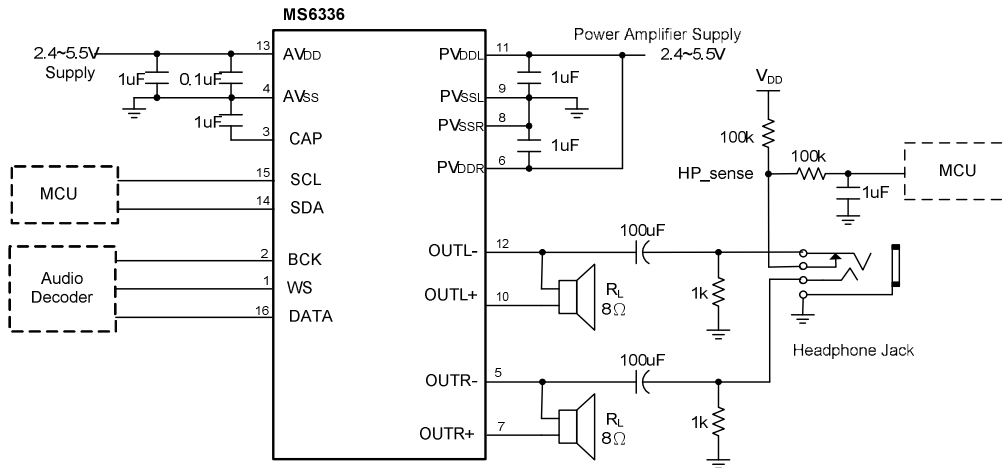 MS6336
2.4~5.5V
Supply
1uF
0.1uF
1uF
13
AVDD
4
AVSS
3
CAP
MCU
15
SCL
14
SDA
Audio
Decoder
2
BCK
1
WS
16
DATA
PVDDL
11
PVSSL
9
PVSSR
8
PVDDR
6
1uF
1uF
Power Amplifier Supply
2.4~5.5V
VDD
100k
HP_sense
100k
1uF
MCU
OUTL-
12
OUTL+
10
100uF
RL
8Ω
1k
Headphone Jack
OUTR-
5
OUTR+
7
100uF
RL
8Ω
1k